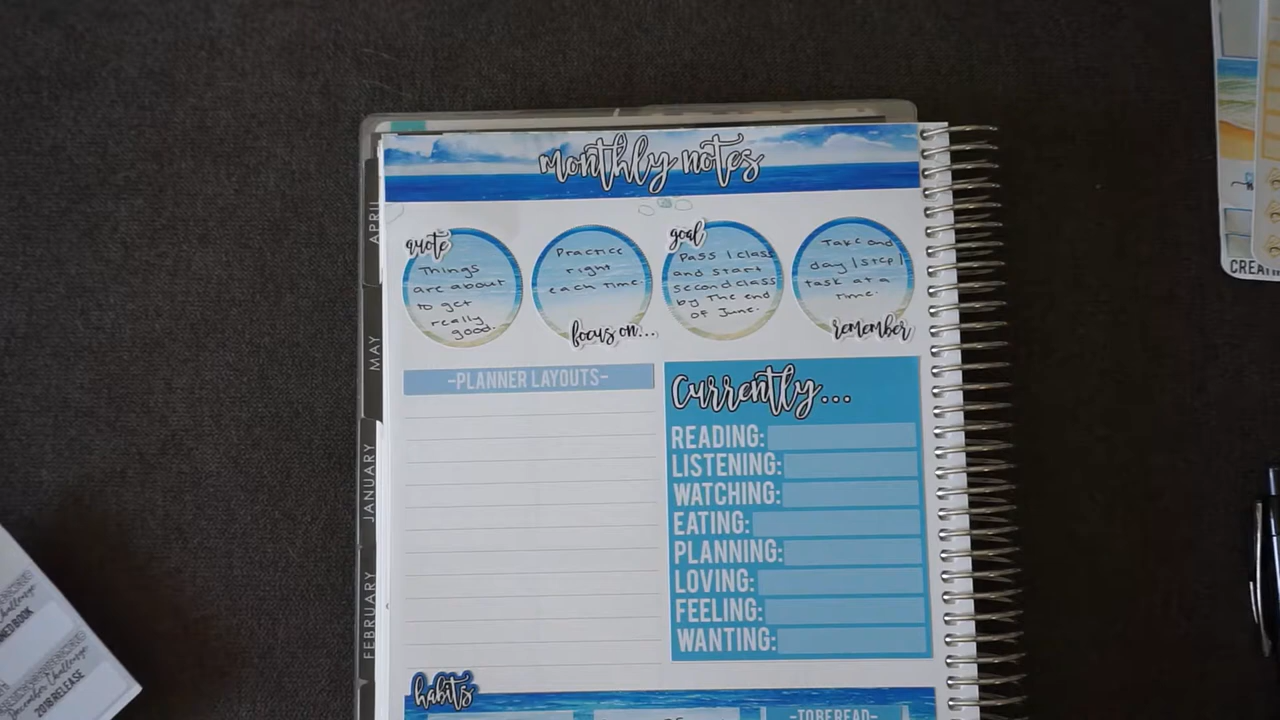 monthly notes
quote
Things
are about
to get
really
good.
Practice
right
each time.
focus on...
goal
Pass 1 class
and start
second class
by the end
of June.
Take one
day/step/
task at a
time.
remember
-PLANNER LAYOUTS-
Currently...
READING:
LISTENING:
WATCHING:
EATING:
PLANNING:
LOVING:
FEELING:
WANTING:
habits
-TO BE READ-
APRIL
MAY
JANUARY
FEBRUARY
2018 RELEASE